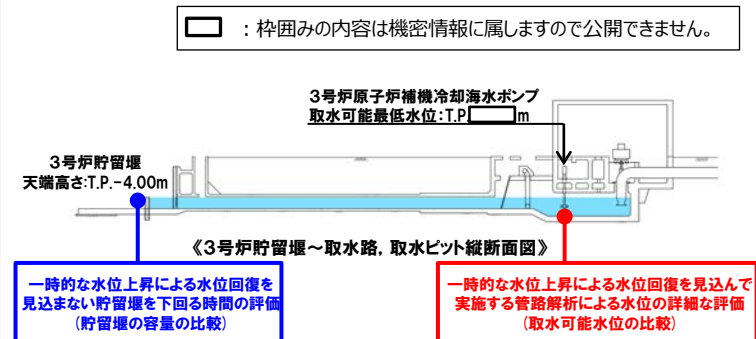 ：枠囲みの内容は機密情報に属しますので公開できません。
3号炉原子炉補機冷却海水ポンプ
取水可能最低水位：T.P. m
3号炉貯留堰
天端高さ：T.P.-4.00m
《3号炉貯留堰～取水路，取水ピット縦断面図》
一時的な水位上昇による水位回復を
見込まない貯留堰を下回る時間の評価
(貯留堰の容量の比較)
一時的な水位上昇による水位回復を見込んで
実施する管路解析による水位の詳細な評価
(取水可能水位の比較)